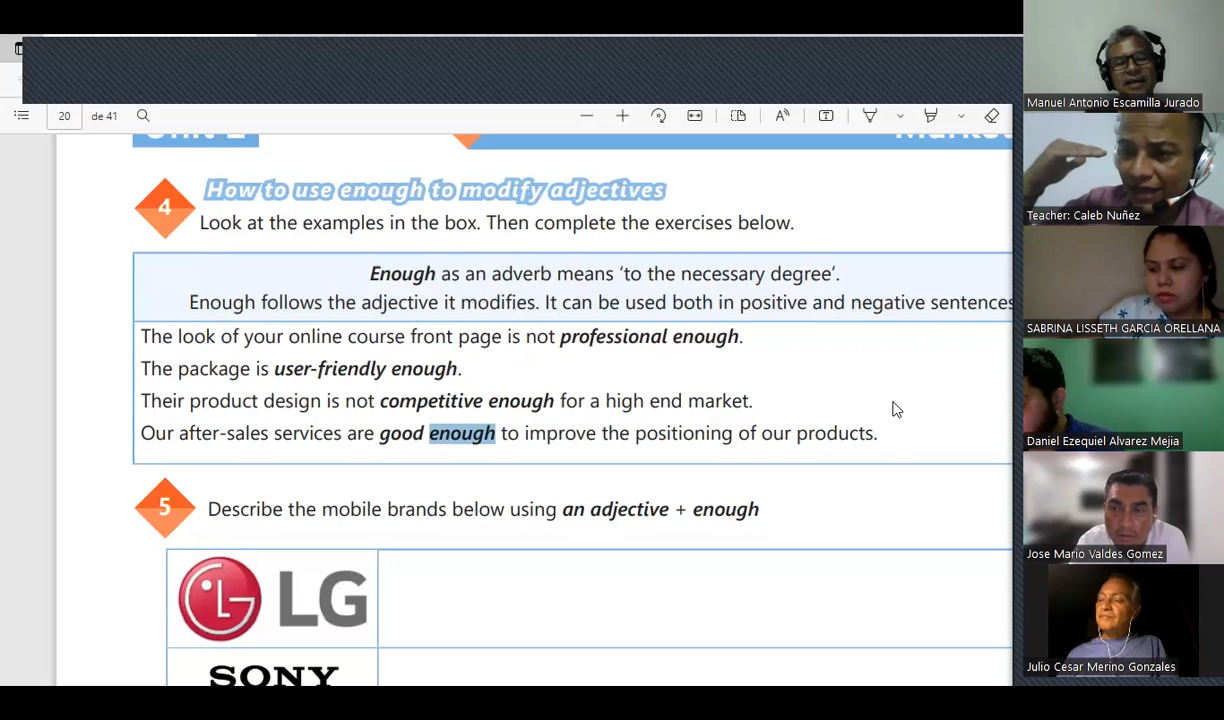 20 de 41
Unit 2
How to use enough to modify adjectives
4
Look at the examples in the box. Then complete the exercises below.
Enough as an adverb means ‘to the necessary degree’.
Enough follows the adjective it modifies. It can be used both in positive and negative sentences
The look of your online course front page is not professional enough.
The package is user-friendly enough.
Their product design is not competitive enough for a high end market.
Our after-sales services are good enough to improve the positioning of our products.
5
Describe the mobile brands below using an adjective + enough
LG
SONY
Manuel Antonio Escamilla Jurado
Teacher: Caleb Nuñez
SABRINA LISSETH GARCIA ORELLANA
Daniel Ezequiel Alvarez Mejia
Jose Mario Valdes Gomez
Julio Cesar Merino Gonzales